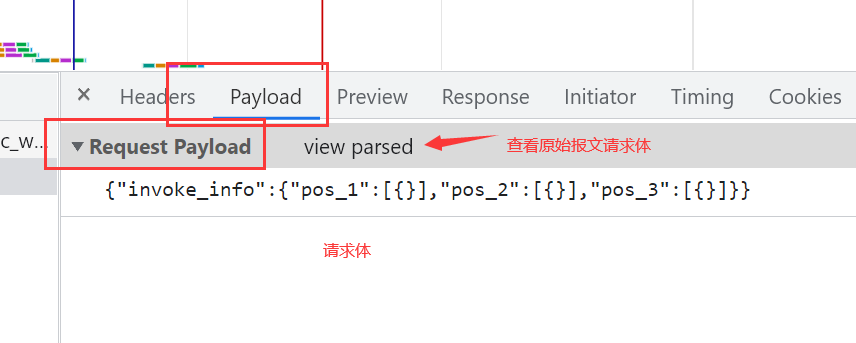 × Headers Payload Preview Response Initiator Timing Cookies
C_W... ▼ Request Payload view parsed 查看原始报文请求体
{"invoke_info":{"pos_1":[{}],"pos_2":[{}],"pos_3":[{}]}}
请求体